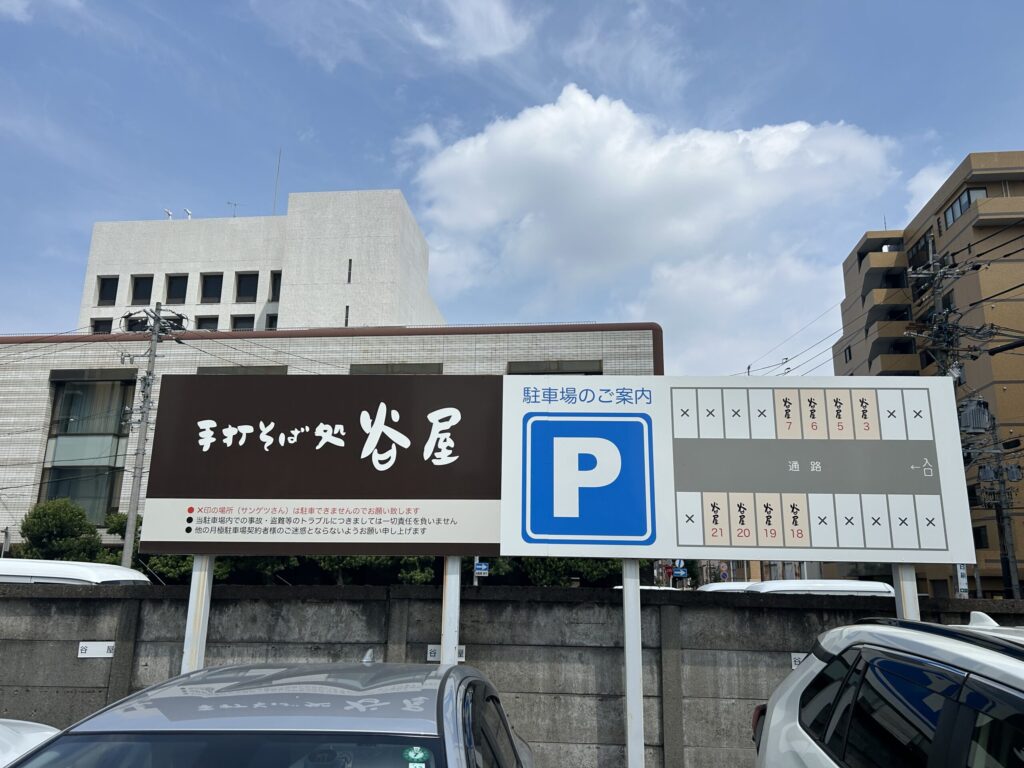 手打そば処 谷屋
●✕印の場所（サンゲツさん）は駐車できませんのでお願い致します
●当駐車場内での事故・盗難等のトラブルにつきましては一切責任を負いません
●他の月極駐車場契約者様のご迷惑とならないようお願い申し上げます
駐車場のご案内
P
✕ ✕ ✕ ✕ 谷屋 谷屋 谷屋 谷屋 ✕ ✕
7 6 5 3
通路
←入口
✕ 谷屋 谷屋 谷屋 谷屋 ✕ ✕ ✕ ✕ ✕
21 20 19 18
谷屋
谷屋